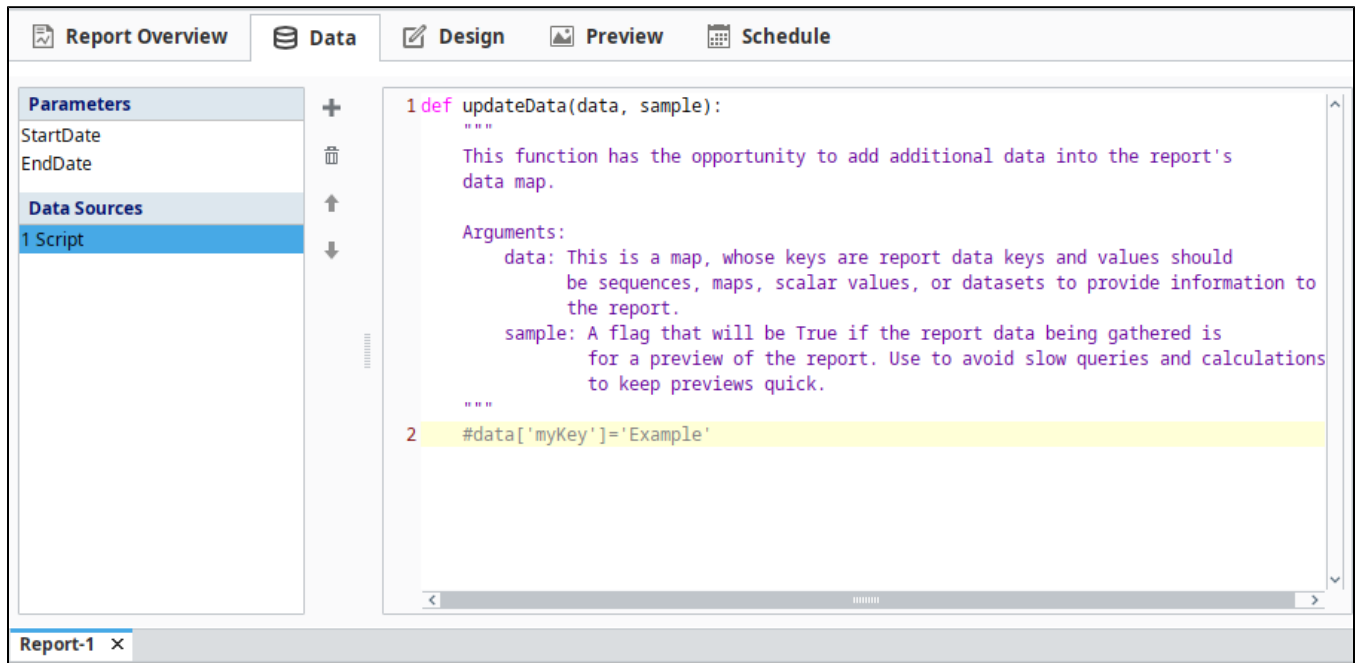 Report Overview Data Design Preview Schedule
Parameters
StartDate
EndDate
Data Sources
1 Script
1 def updateData(data, sample):
"""
This function has the opportunity to add additional data into the report's
data map.
Arguments:
data: This is a map, whose keys are report data keys and values should
be sequences, maps, scalar values, or datasets to provide information to
the report.
sample: A flag that will be True if the report data being gathered is
for a preview of the report. Use to avoid slow queries and calculations
to keep previews quick.
"""
2 #data['myKey']='Example'
Report-1